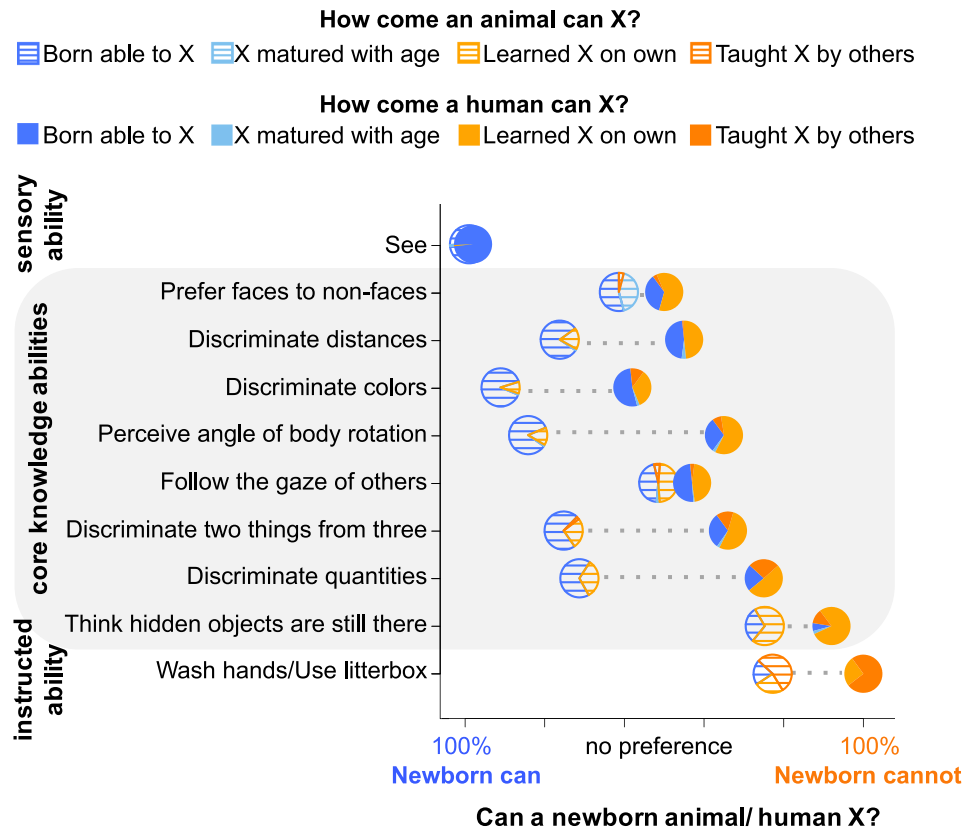 How come an animal can X?
Born able to X X matured with age Learned X on own Taught X by others
How come a human can X?
Born able to X X matured with age Learned X on own Taught X by others
sensory
ability
See
core knowledge abilities
Prefer faces to non-faces
Discriminate distances
Discriminate colors
Perceive angle of body rotation
Follow the gaze of others
Discriminate two things from three
Discriminate quantities
Think hidden objects are still there
instructed
ability
Wash hands/Use litterbox
100% no preference 100%
Newborn can Newborn cannot
Can a newborn animal/ human X?